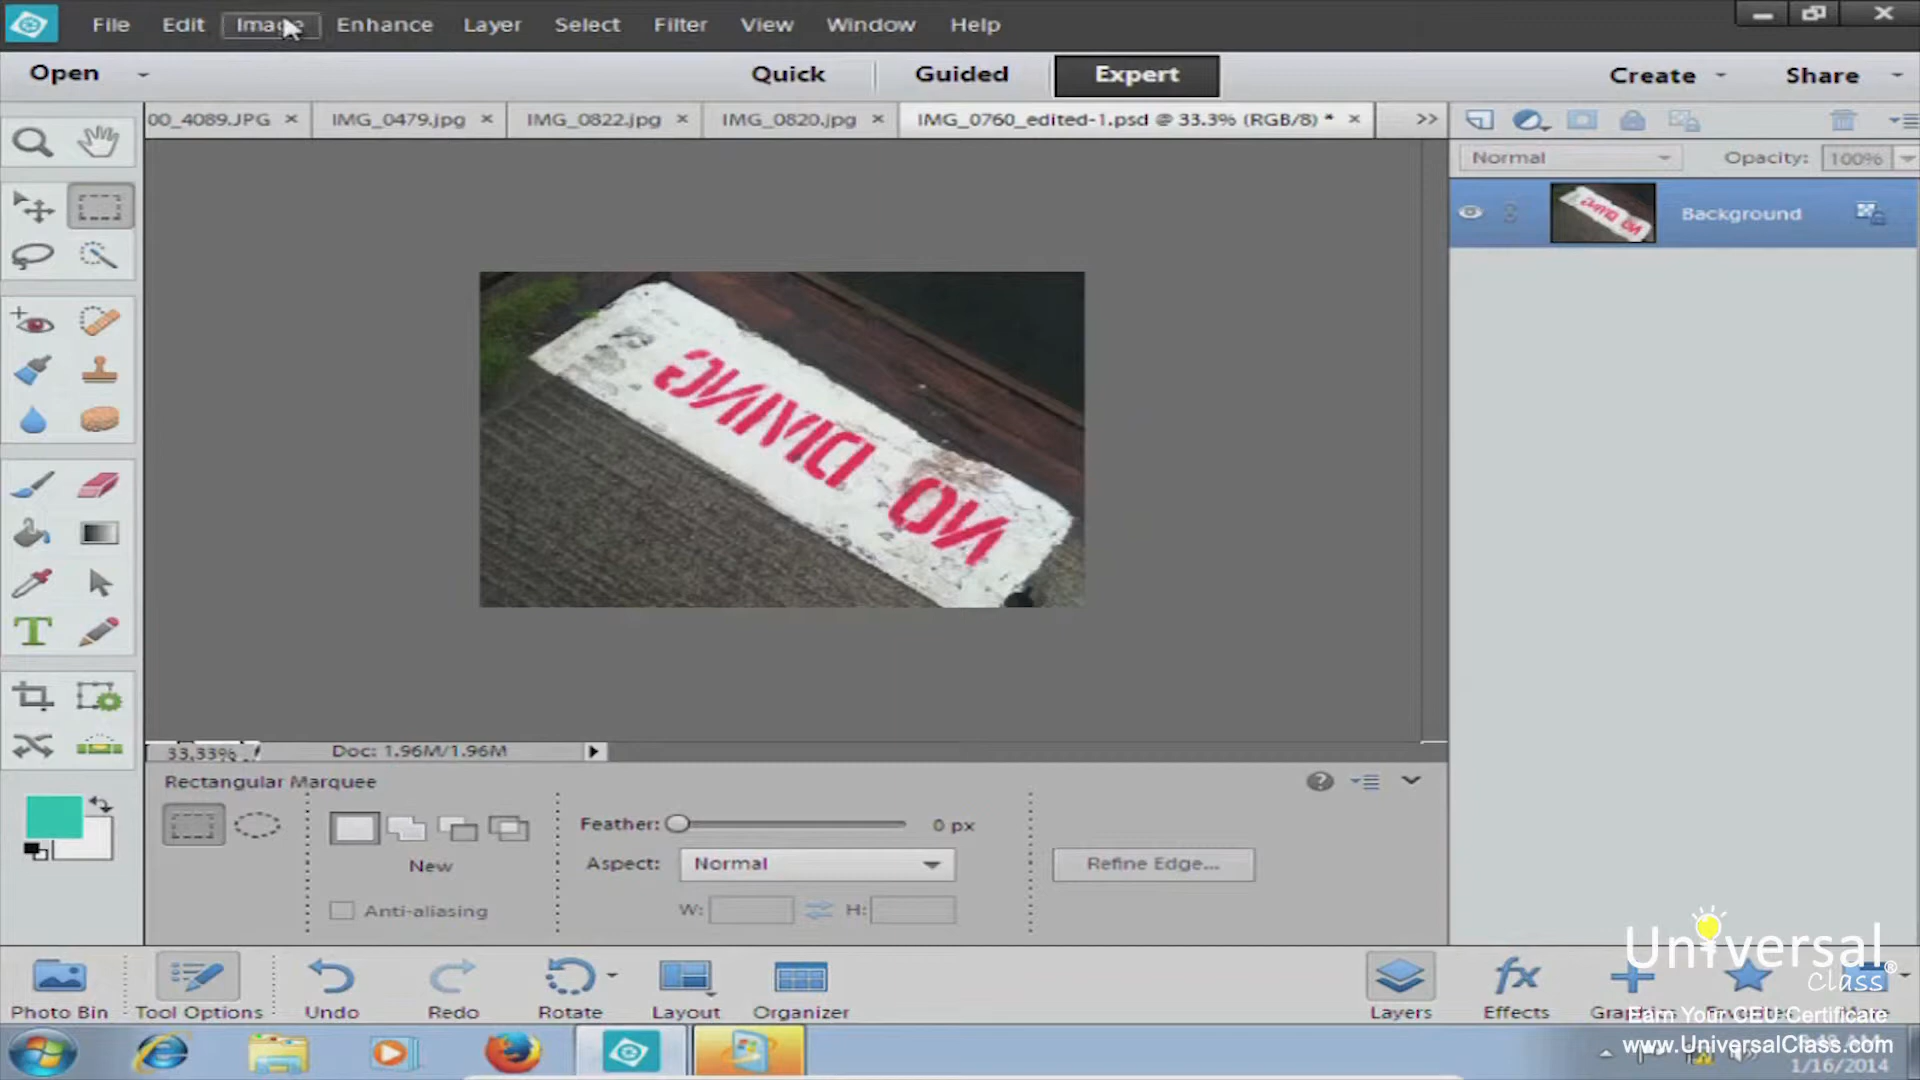 File Edit Image Enhance Layer Select Filter View Window Help
Open Quick Guided Expert Create Share
00_4089.JPG × IMG_0479.jpg × IMG_0822.jpg × IMG_0820.jpg × IMG_0760_edited-1.psd @ 33.3% (RGB/8) * × >>
Normal Opacity: 100%
Background
NO DIVING
33.33% Doc: 1.96M/1.96M
Rectangular Marquee
Feather: 0 px
New
Aspect: Normal
Refine Edge...
Anti-aliasing
W: H:
Photo Bin Tool Options Undo Redo Rotate Layout Organizer Layers fx Effects
Universal®
Class
Earn Your CEU Certificate
www.UniversalClass.com
1/16/2014